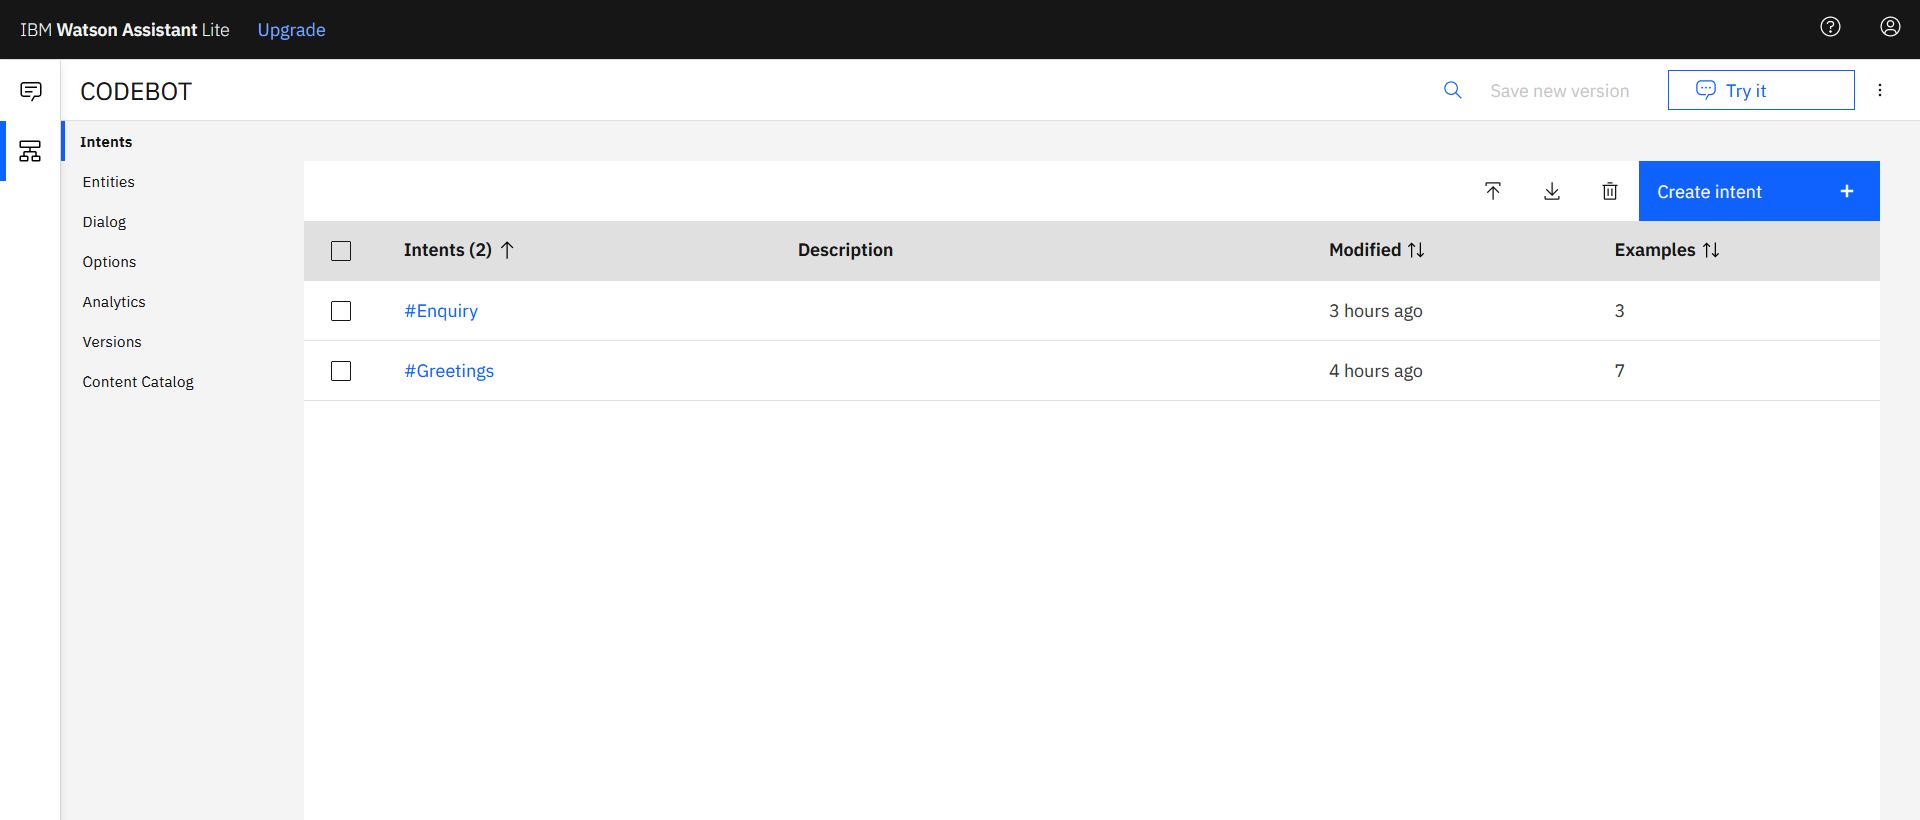 IBM Watson Assistant Lite Upgrade
CODEBOT
Save new version
Try it
Intents
Entities
Dialog
Options
Analytics
Versions
Content Catalog
Create intent
Intents (2) Description Modified Examples
#Enquiry 3 hours ago 3
#Greetings 4 hours ago 7